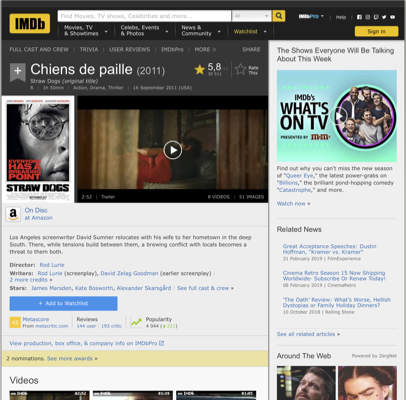 IMDb
Find Movies, TV shows, Celebrities and more...
All
IMDbPro
Help
Movies, TV & Showtimes
Celebs, Events & Photos
News & Community
Watchlist
Sign in
FULL CAST AND CREW | TRIVIA | USER REVIEWS | IMDbPro | MORE
SHARE
Chiens de paille (2011)
Straw Dogs (original title)
1h 50min | Action, Drama, Thriller | 16 September 2011 (USA)
5,8
Rate This
EVERYONE HAS A BREAKING POINT
STRAW DOGS
2:52 | Trailer
8 VIDEOS | 51 IMAGES
On Disc
at Amazon
Los Angeles screenwriter David Sumner relocates with his wife to her hometown in the deep
South. There, while tensions build between them, a brewing conflict with locals becomes a
threat to them both.
Director: Rod Lurie
Writers: Rod Lurie (screenplay), David Zelag Goodman (earlier screenplay) |
2 more credits »
Stars: James Marsden, Kate Bosworth, Alexander Skarsgård | See full cast & crew »
+ Add to Watchlist
Metascore
From metacritic.com
Reviews
144 user | 193 critic
Popularity
4 044
View production, box office, & company info on IMDbPro
2 nominations. See more awards »
Videos
The Shows Everyone Will Be Talking
About This Week
IMDb's
WHAT'S
ON TV
PRESENTED BY m&m's
Find out why you can't miss the new season
of "Queer Eye," the latest power-grabs on
"Billions," the brilliant pond-hopping comedy
"Catastrophe," and more.
Watch now »
Related News
Great Acceptance Speeches: Dustin
Hoffman, "Kramer vs. Kramer"
21 February 2019 | FilmExperience
Cinema Retro Season 15 Now Shipping
Worldwide- Subscribe Or Renew Today!
08 February 2019 | CinemaRetro
'The Oath' Review: What's Worse, Hellish
Dystopias or Family Holiday Dinners?
10 October 2018 | Rolling Stone
See all related articles »
Around The Web
Powered by ZergNet